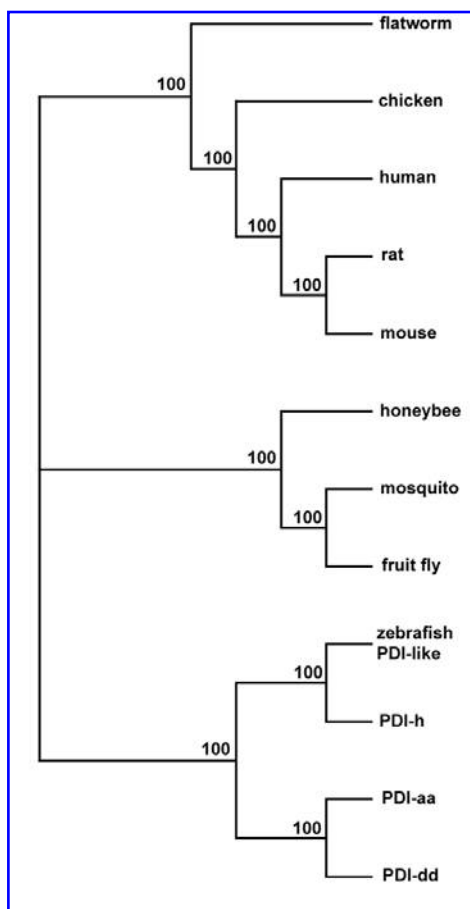 flatworm
100
chicken
100
human
100
rat
100
mouse
honeybee
100
mosquito
100
fruit fly
zebrafish
PDI-like
100
PDI-h
100
PDI-aa
100
PDI-dd